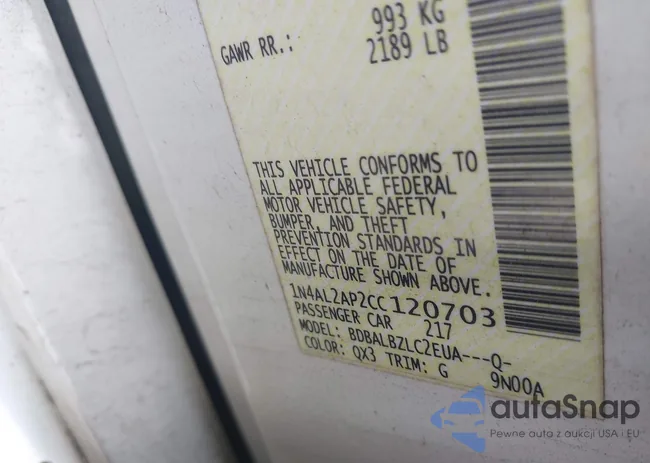 993 KG
GAWR RR.: 2189 LB
THIS VEHICLE CONFORMS TO
ALL APPLICABLE FEDERAL
MOTOR VEHICLE SAFETY,
BUMPER, AND THEFT
PREVENTION STANDARDS IN
EFFECT ON THE DATE OF
MANUFACTURE SHOWN ABOVE.
1N4AL2AP2CC120703
PASSENGER CAR 217
MODEL: BDBALBZLC2EUA---Q-
COLOR: QX3 TRIM: G 9N00A
autaSnap
Pewne auta z aukcji USA i EU